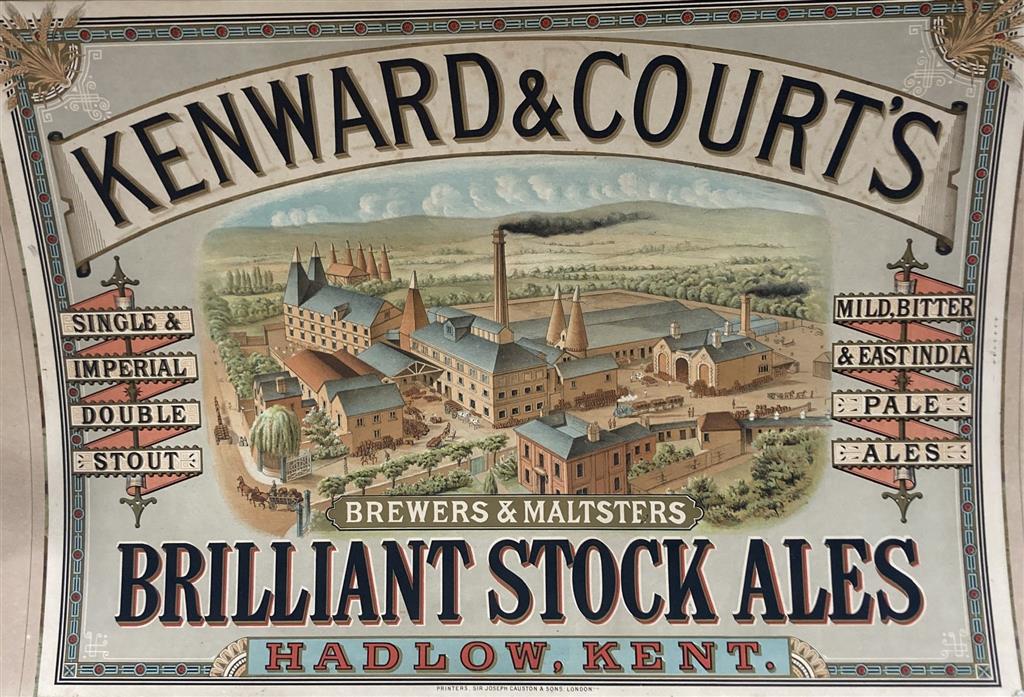 KENWARD & COURT'S
SINGLE &
IMPERIAL
DOUBLE
STOUT
MILD, BITTER
& EAST INDIA
PALE
ALES
BREWERS & MALTSTERS
BRILLIANT STOCK ALES
HADLOW, KENT.
PRINTERS, SIR JOSEPH CAUSTON & SONS, LONDON